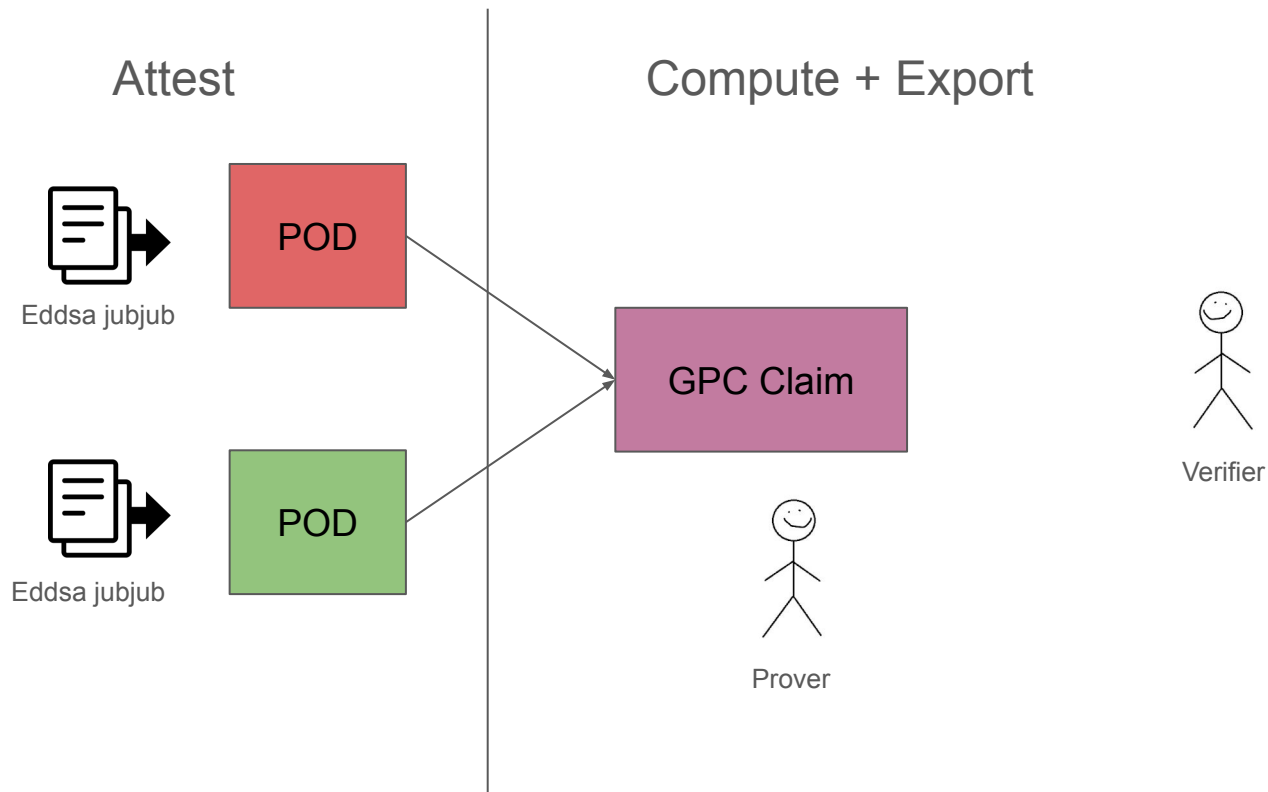 Attest
Compute + Export
POD
Eddsa jubjub
GPC Claim
Verifier
POD
Eddsa jubjub
Prover